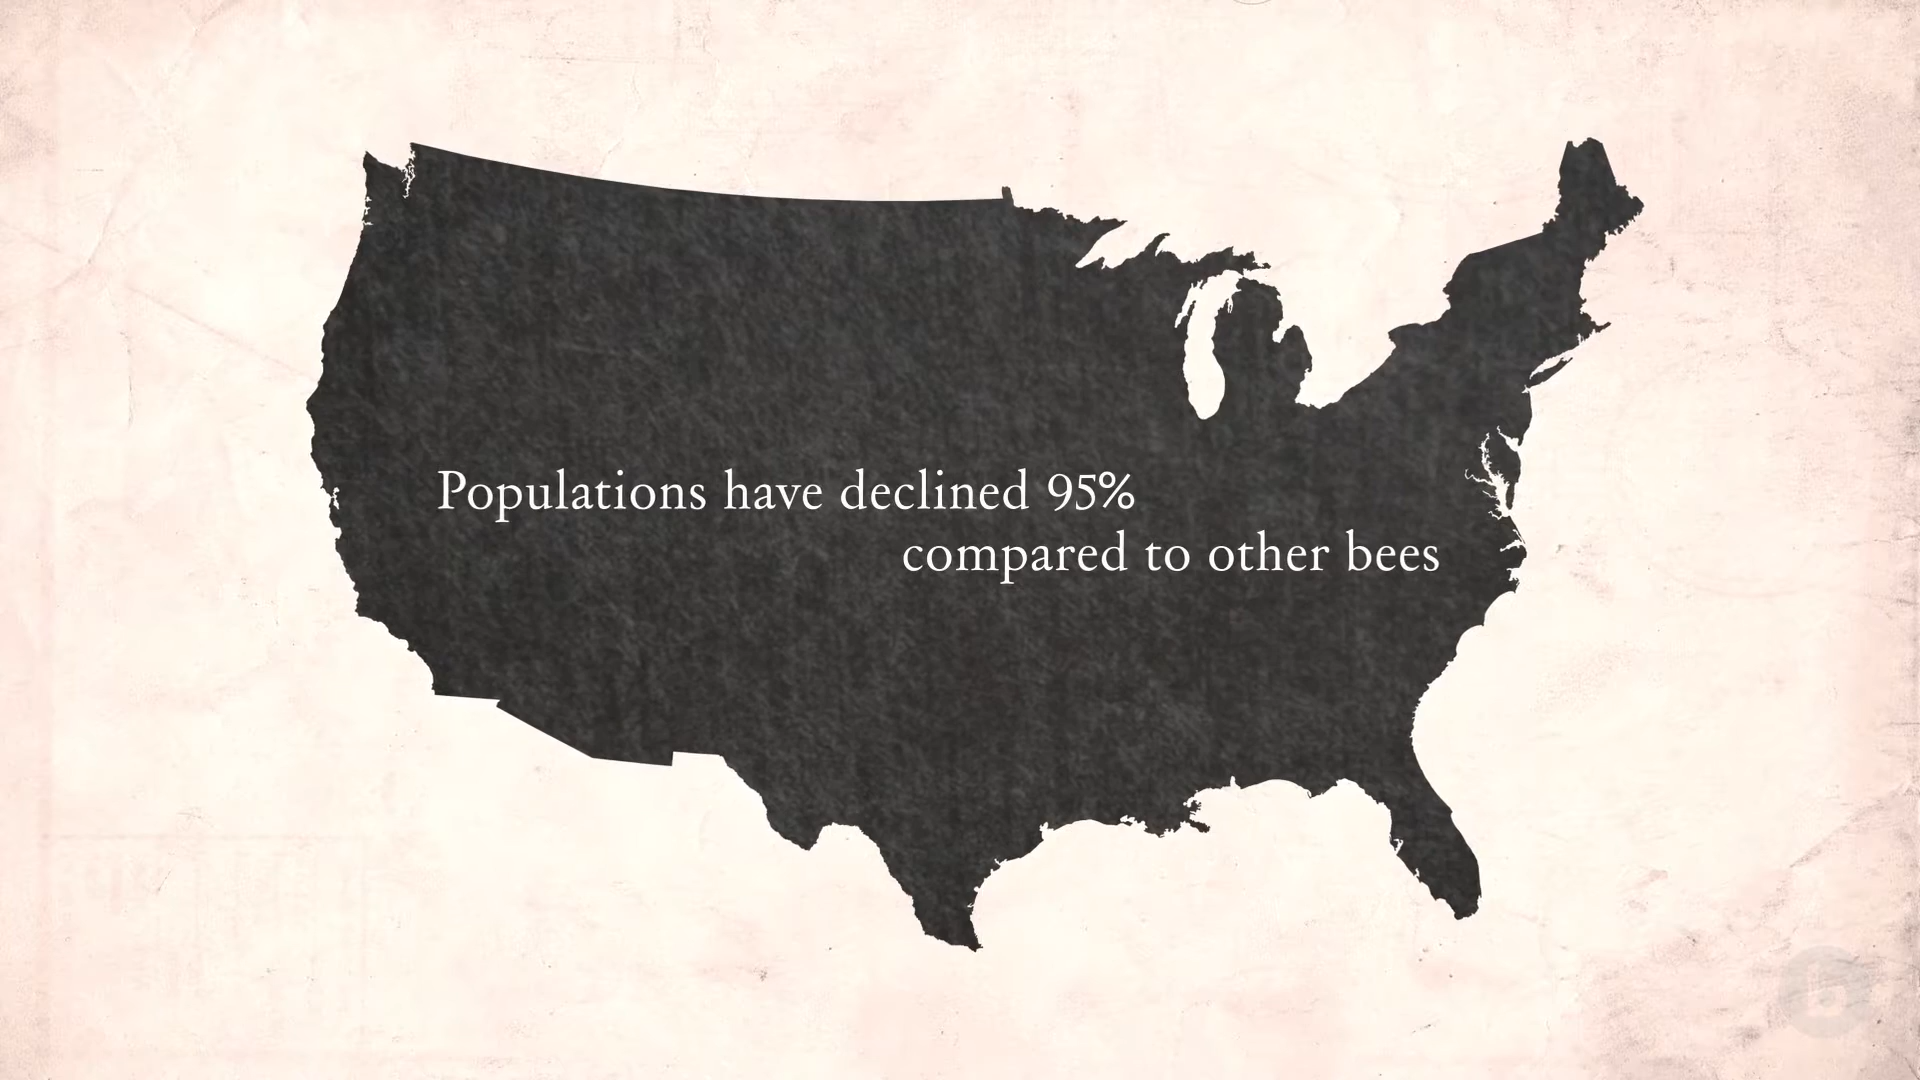 Populations have declined 95%
compared to other bees